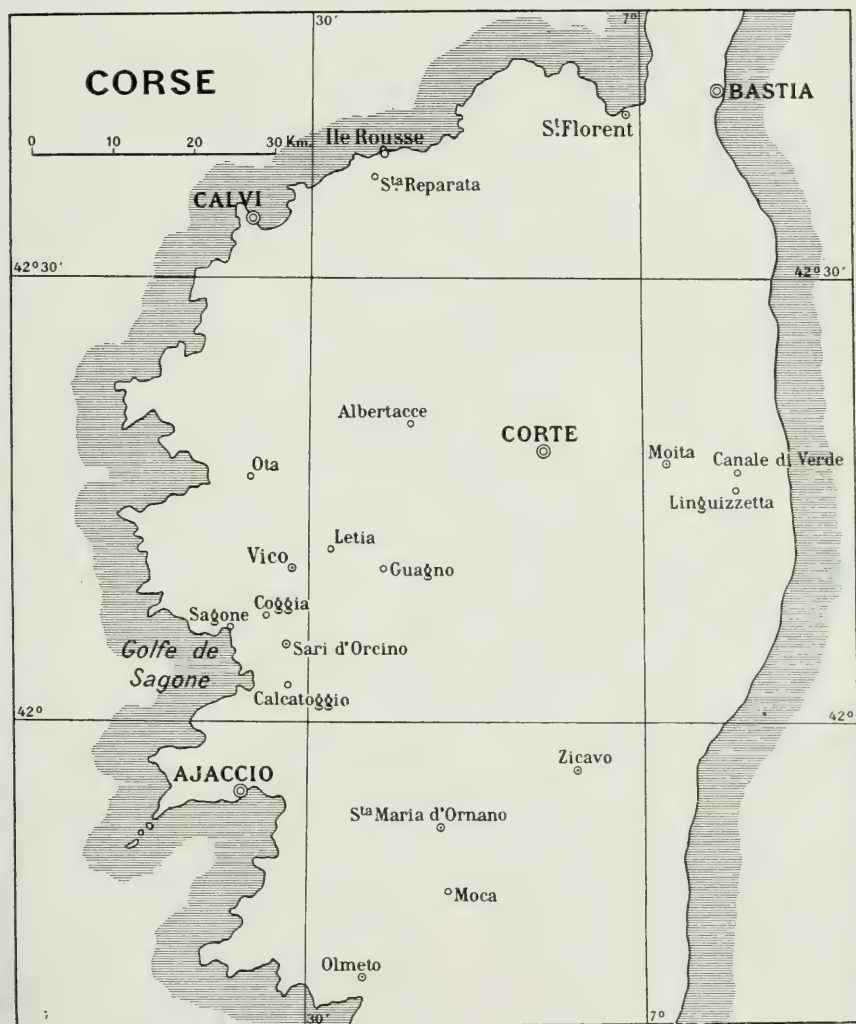 30′
7°
CORSE
BASTIA
St. Florent
0 10 20 30 Km.
Ile Rousse
Sta. Reparata
CALVI
42°30′
42°30′
Albertacce
CORTE
Moita
Canale di Verde
Ota
Linguizzetta
Letia
Vico
Guagno
Coggia
Sagone
Golfe de
Sagone
Sari d'Orcino
Calcatoggio
42°
42°
Zicavo
AJACCIO
Sta Maria d'Ornano
Moca
Olmeto
30′
7°